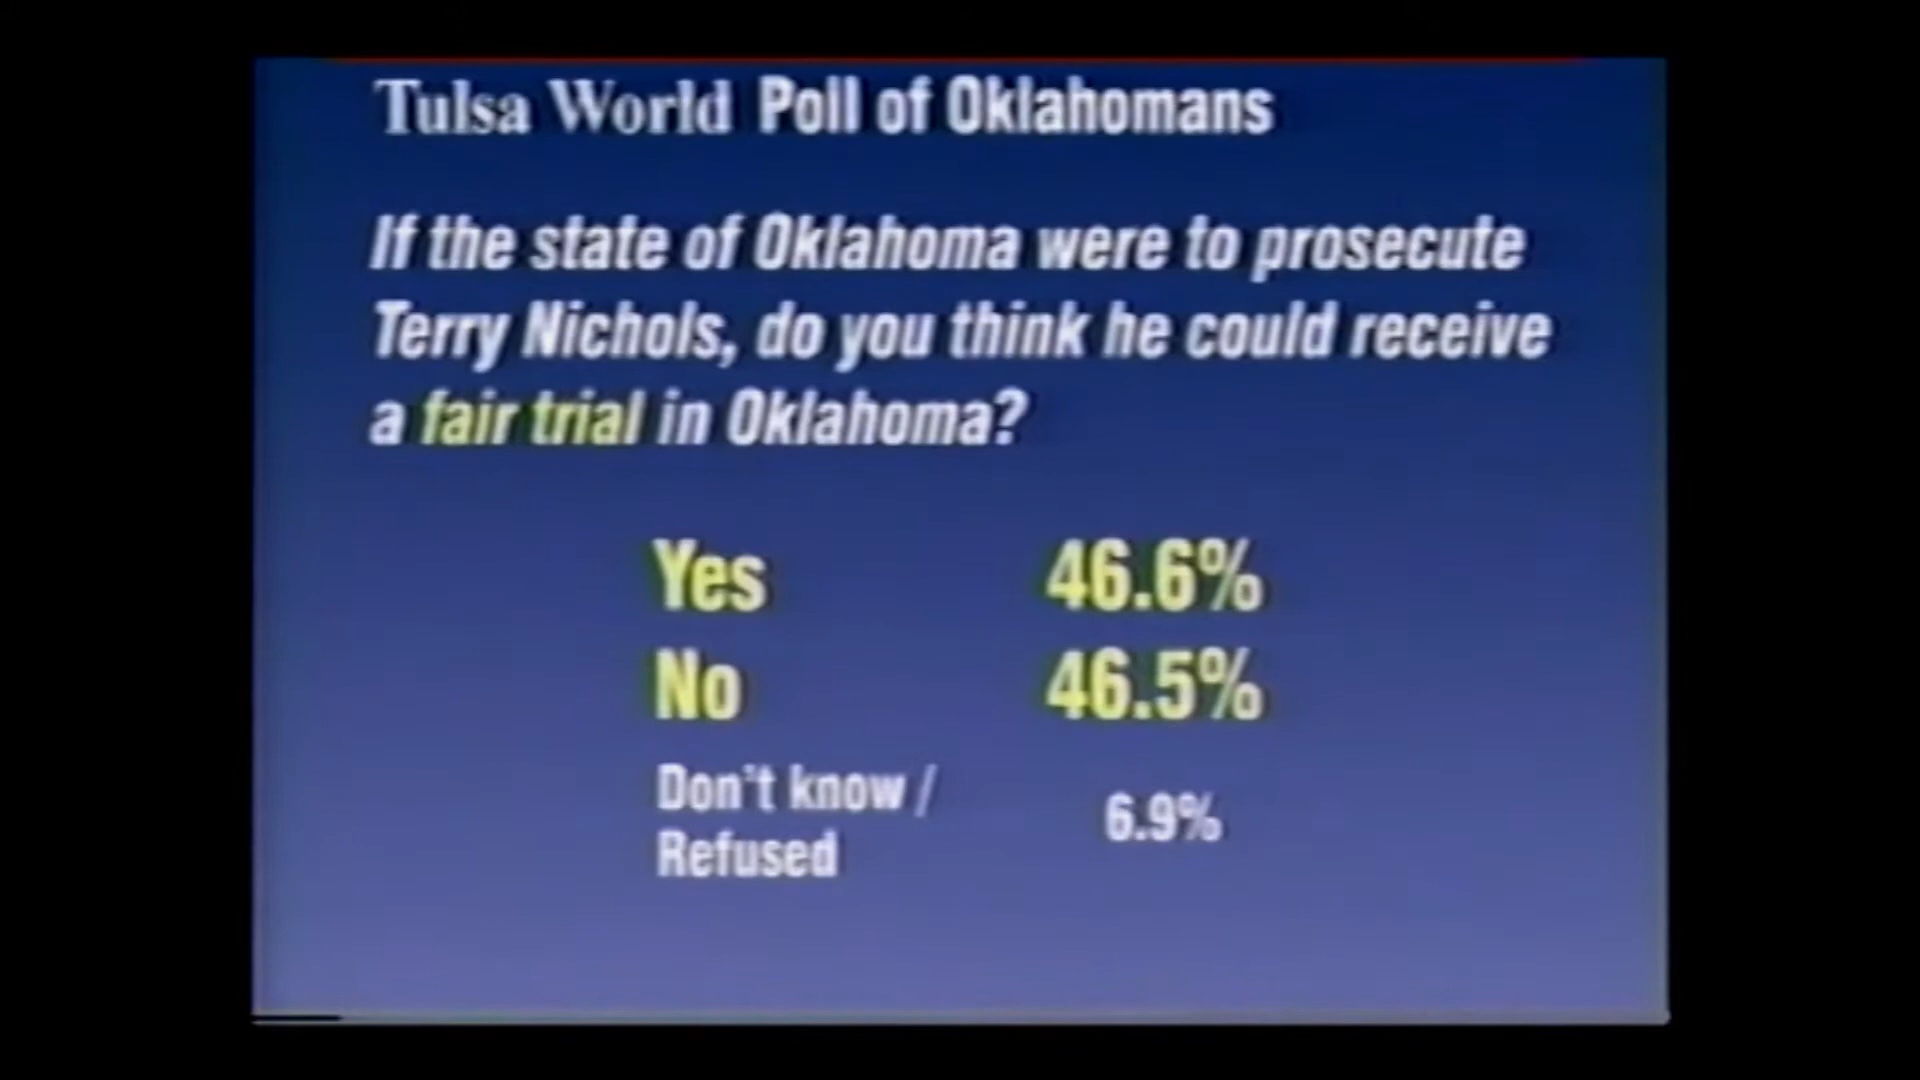 Tulsa World Poll of Oklahomans
If the state of Oklahoma were to prosecute
Terry Nichols, do you think he could receive
a fair trial in Oklahoma?
Yes 46.6%
No 46.5%
Don't know /
Refused 6.9%